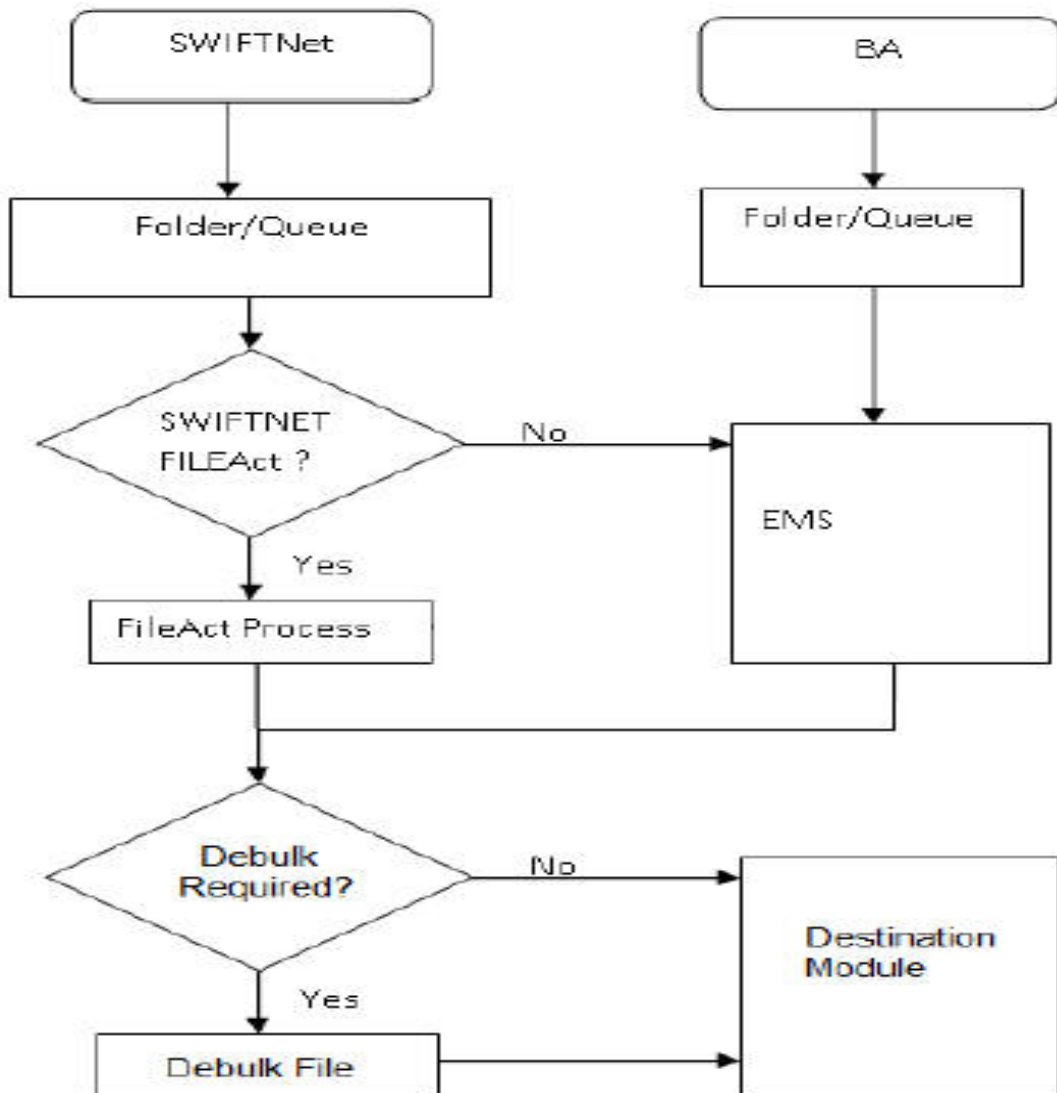 SWIFTNet
BA
Folder/Queue
Folder/Queue
SWIFTNET
FILEAct ?
No
EMS
Yes
FileAct Process
Debulk
Required?
No
Destination
Module
Yes
Debulk File